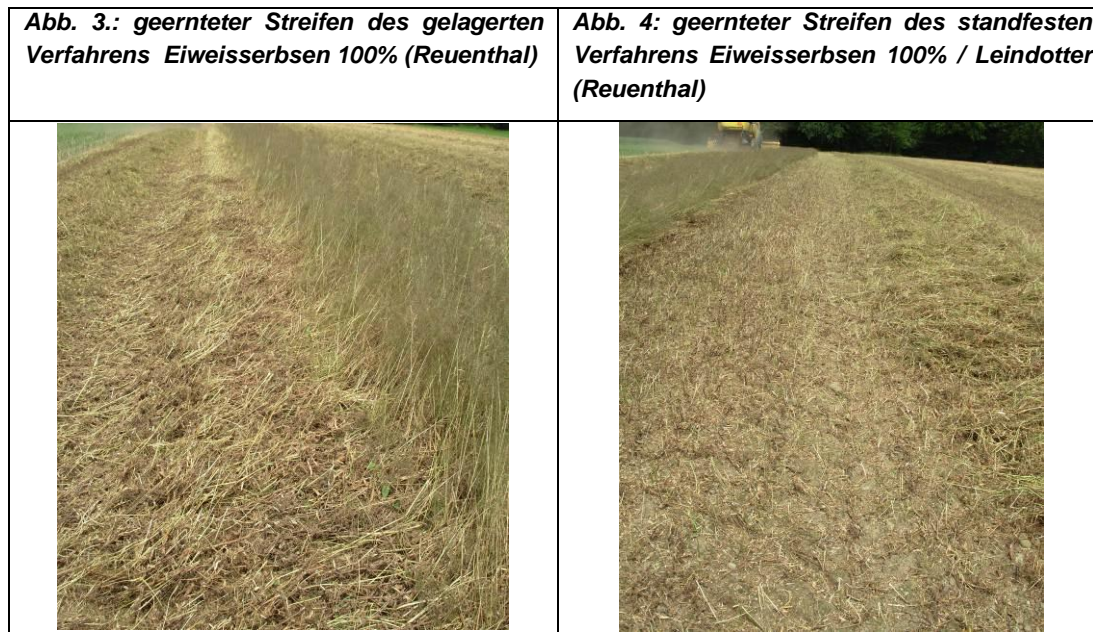 Abb. 3.: geernteter Streifen des gelagerten
Verfahrens Eiweisserbsen 100% (Reuenthal)
Abb. 4: geernteter Streifen des standfesten
Verfahrens Eiweisserbsen 100% / Leindotter
(Reuenthal)